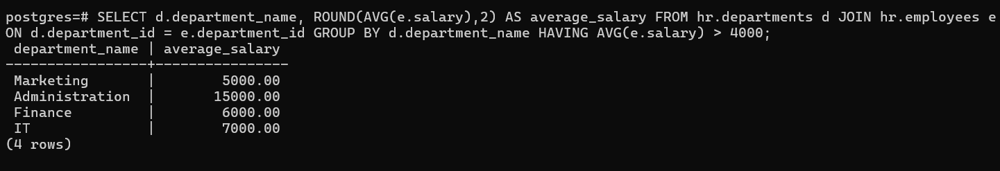 postgres=# SELECT d.department_name, ROUND(AVG(e.salary),2) AS average_salary FROM hr.departments d JOIN hr.employees e
ON d.department_id = e.department_id GROUP BY d.department_name HAVING AVG(e.salary) > 4000;
 department_name | average_salary
-----------------+----------------
 Marketing       |        5000.00
 Administration  |       15000.00
 Finance         |        6000.00
 IT              |        7000.00
(4 rows)